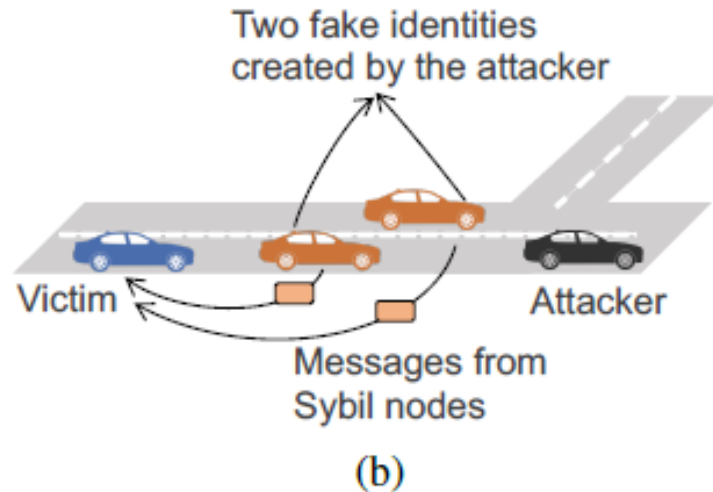 Two fake identities
created by the attacker
Victim
Attacker
Messages from
Sybil nodes
(b)